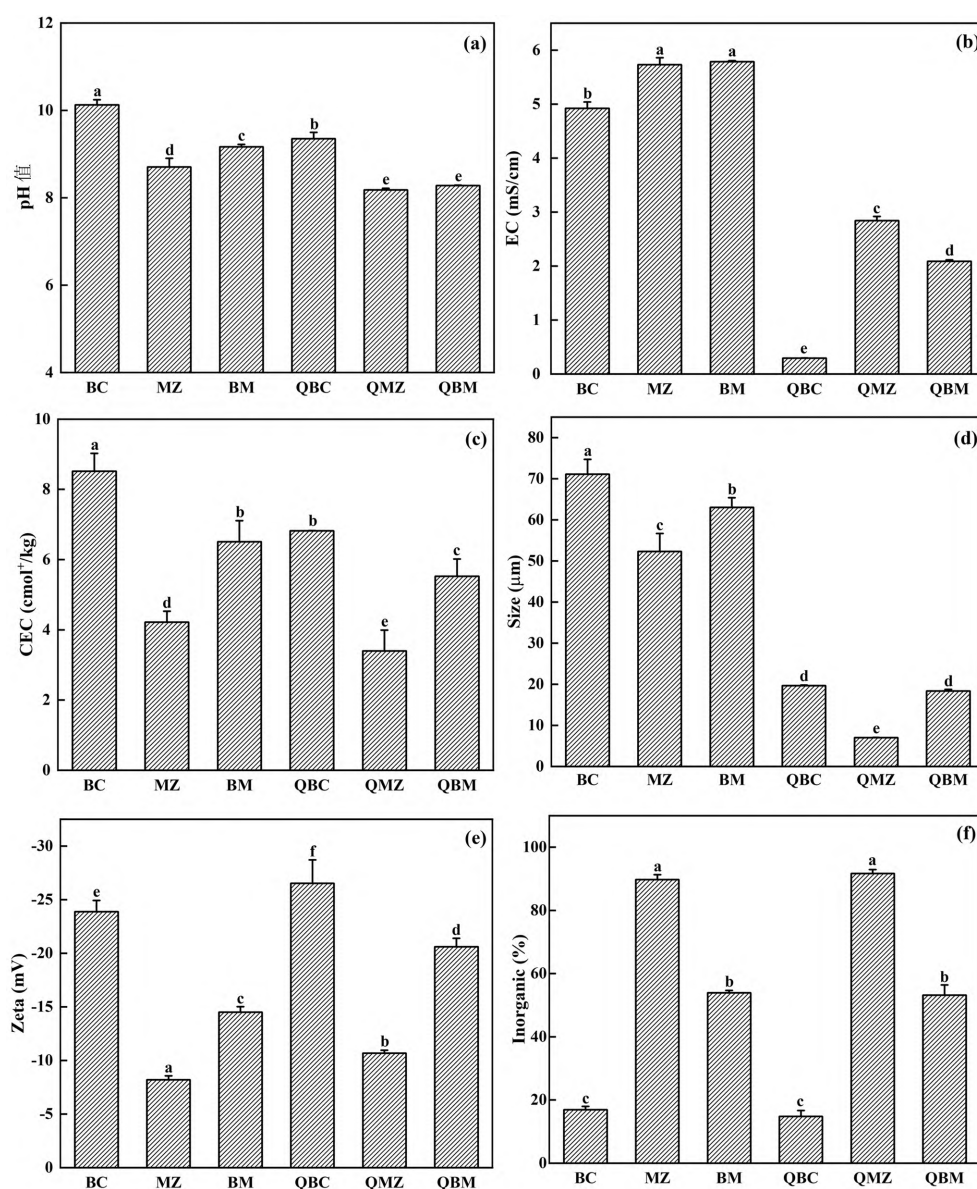 (a)
pH 值
12
10
8
6
4
a
d
c
b
e
e
BC MZ BM QBC QMZ QBM
(b)
EC (mS/cm)
6
5
4
3
2
1
0
b
a
a
e
c
d
BC MZ BM QBC QMZ QBM
(c)
CEC (cmol⁺/kg)
10
8
6
4
2
0
a
d
b
b
e
c
BC MZ BM QBC QMZ QBM
(d)
Size (μm)
80
70
60
50
40
30
20
10
0
a
c
b
d
e
d
BC MZ BM QBC QMZ QBM
(e)
Zeta (mV)
-30
-25
-20
-15
-10
-5
0
e
a
c
f
b
d
BC MZ BM QBC QMZ QBM
(f)
Inorganic (%)
100
80
60
40
20
0
c
a
b
c
a
b
BC MZ BM QBC QMZ QBM